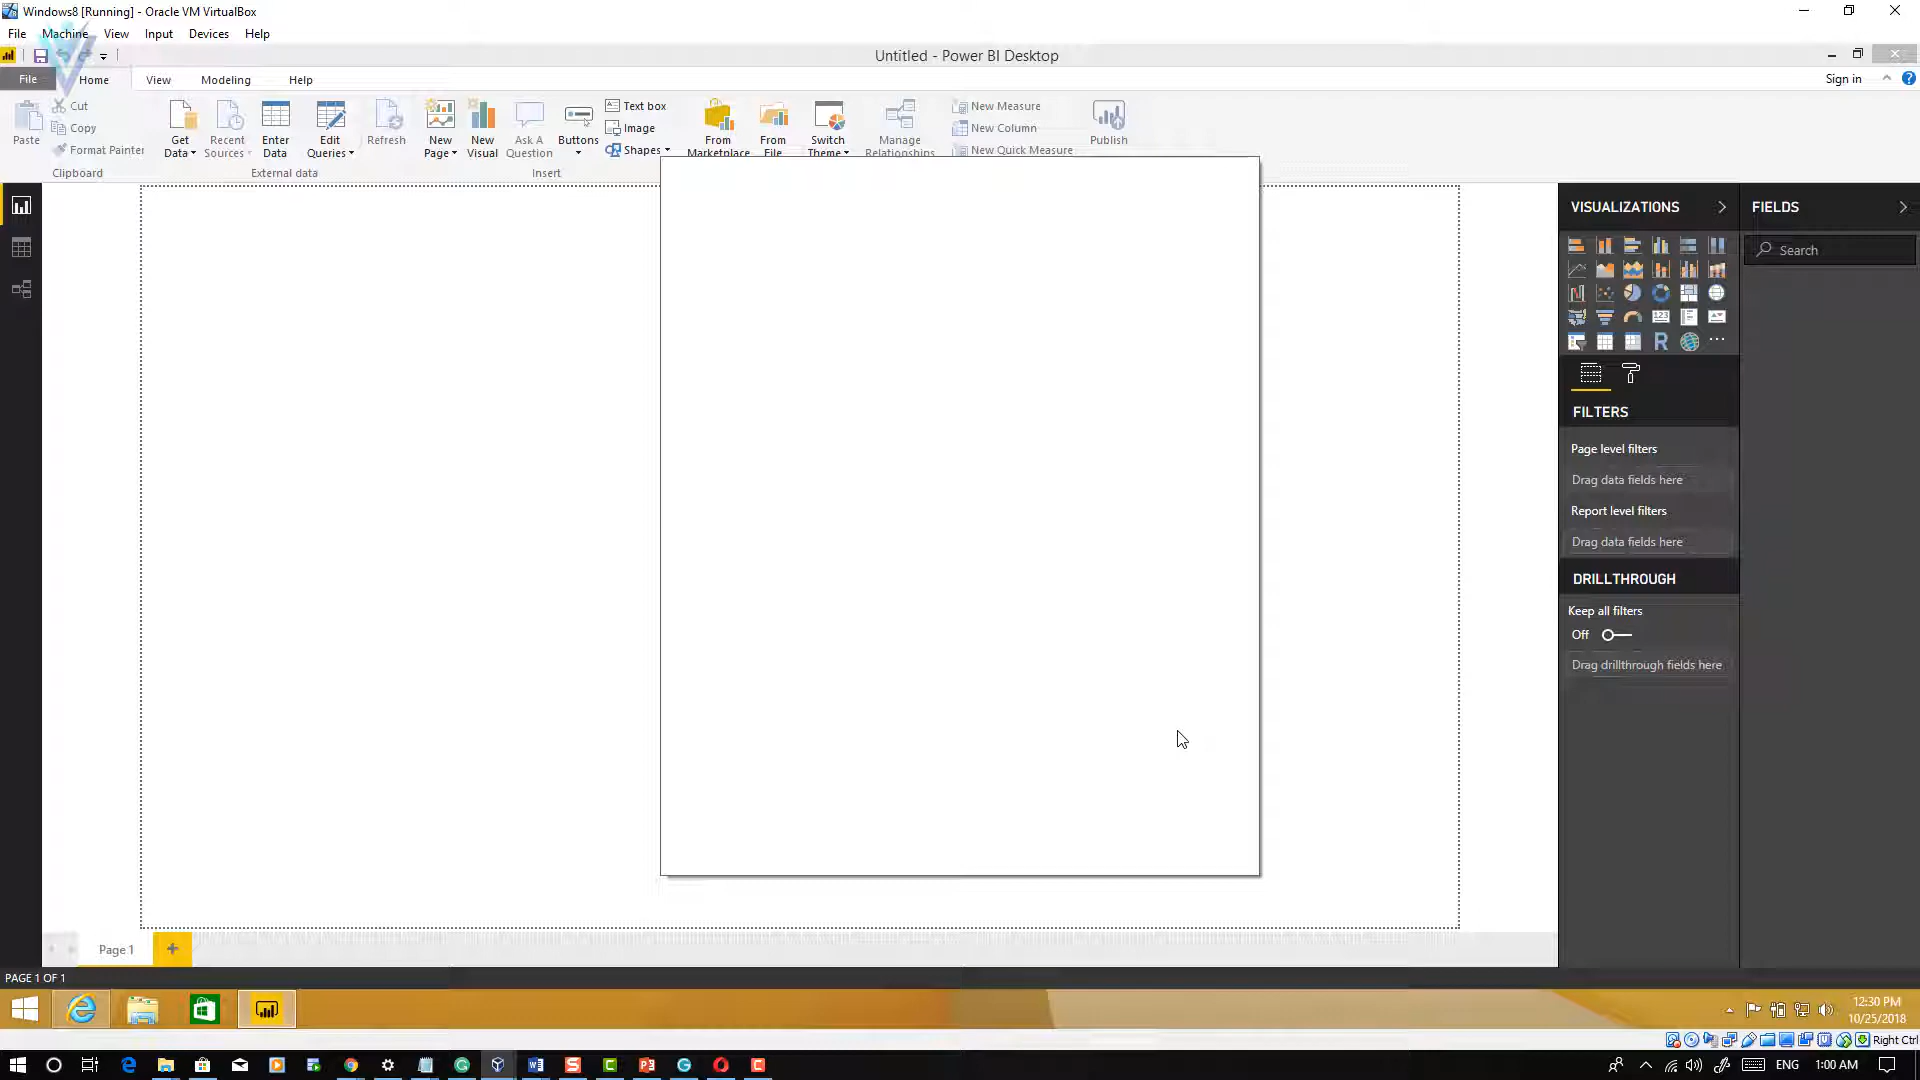 Windows8 [Running] - Oracle VM VirtualBox
File Machine View Input Devices Help
Untitled - Power BI Desktop
File Home View Modeling Help
Sign in
Paste
Cut
Copy
Format Painter
Clipboard
Get Data
Recent Sources
Enter Data
Edit Queries
Refresh
External data
New Page
New Visual
Ask A Question
Buttons
Text box
Image
Shapes
Insert
From Marketplace
From File
Switch Theme
Manage Relationships
New Measure
New Column
New Quick Measure
Publish
VISUALIZATIONS
FIELDS
Search
123
R
FILTERS
Page level filters
Drag data fields here
Report level filters
Drag data fields here
DRILLTHROUGH
Keep all filters
Off
Drag drillthrough fields here
Page 1
PAGE 1 OF 1
12:30 PM
10/25/2018
Right Ctrl
ENG
1:00 AM